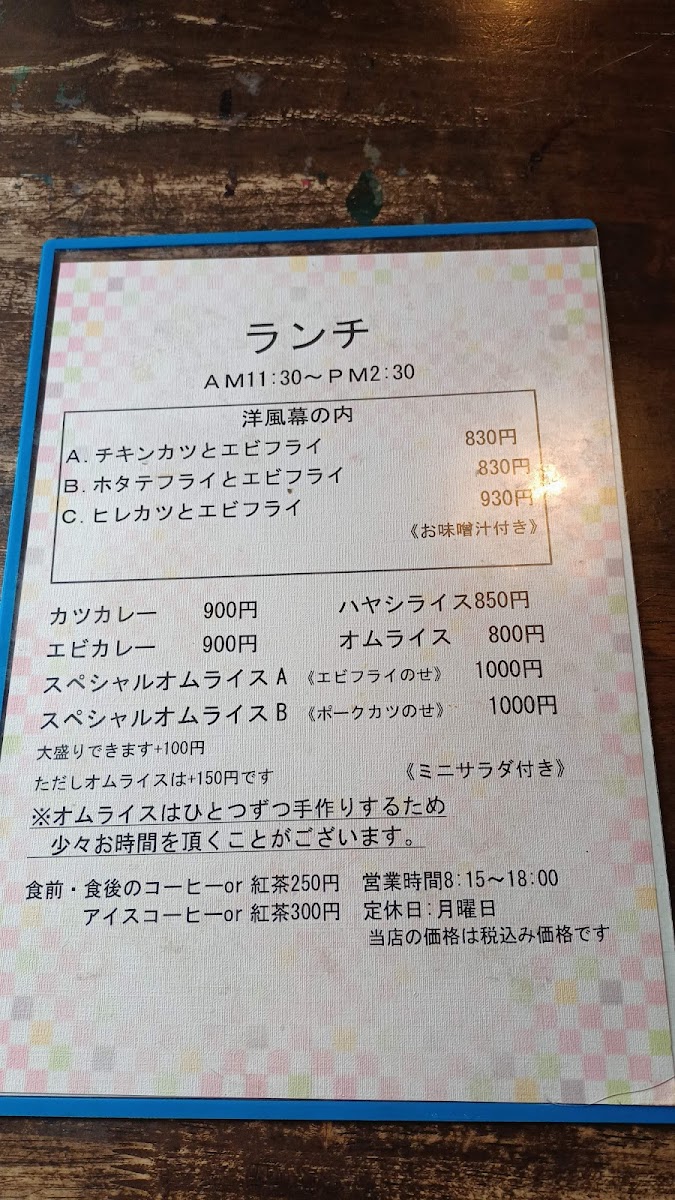 ランチ
AM11:30～PM2:30
洋風幕の内
A.チキンカツとエビフライ 830円
B.ホタテフライとエビフライ 830円
C.ヒレカツとエビフライ 930円
《お味噌汁付き》
カツカレー 900円 ハヤシライス850円
エビカレー 900円 オムライス 800円
スペシャルオムライスA 《エビフライのせ》 1000円
スペシャルオムライスB 《ポークカツのせ》 1000円
大盛りできます+100円
ただしオムライスは+150円です 《ミニサラダ付き》
※オムライスはひとつずつ手作りするため
少々お時間を頂くことがございます。
食前・食後のコーヒーor 紅茶250円 営業時間8:15～18:00
アイスコーヒーor 紅茶300円 定休日:月曜日
当店の価格は税込み価格です